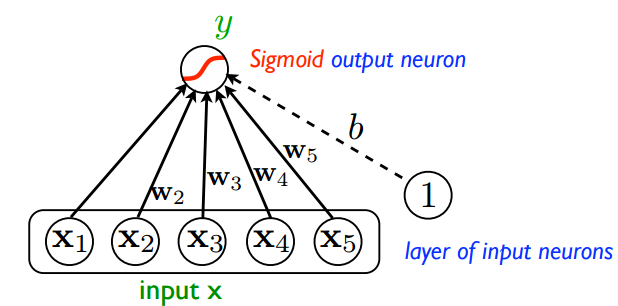 y
Sigmoid output neuron
b
w₅
w₂
w₃
w₄
1
x₁
x₂
x₃
x₄
x₅
layer of input neurons
input x